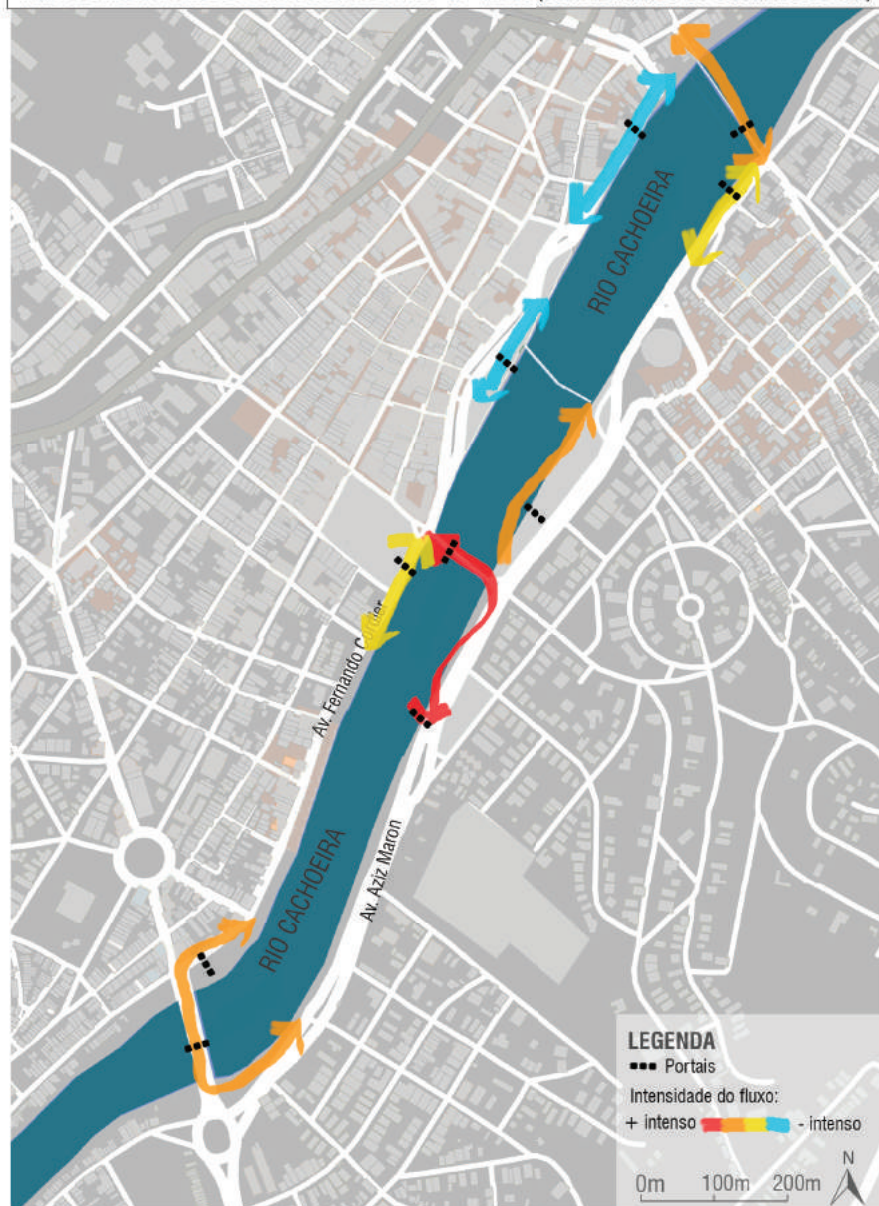 RIO CACHOEIRA
Av. Fernando Cordier
RIO CACHOEIRA
Av. Aziz Maron
LEGENDA
Portais
Intensidade do fluxo:
+ intenso - intenso
N
0m 100m 200m